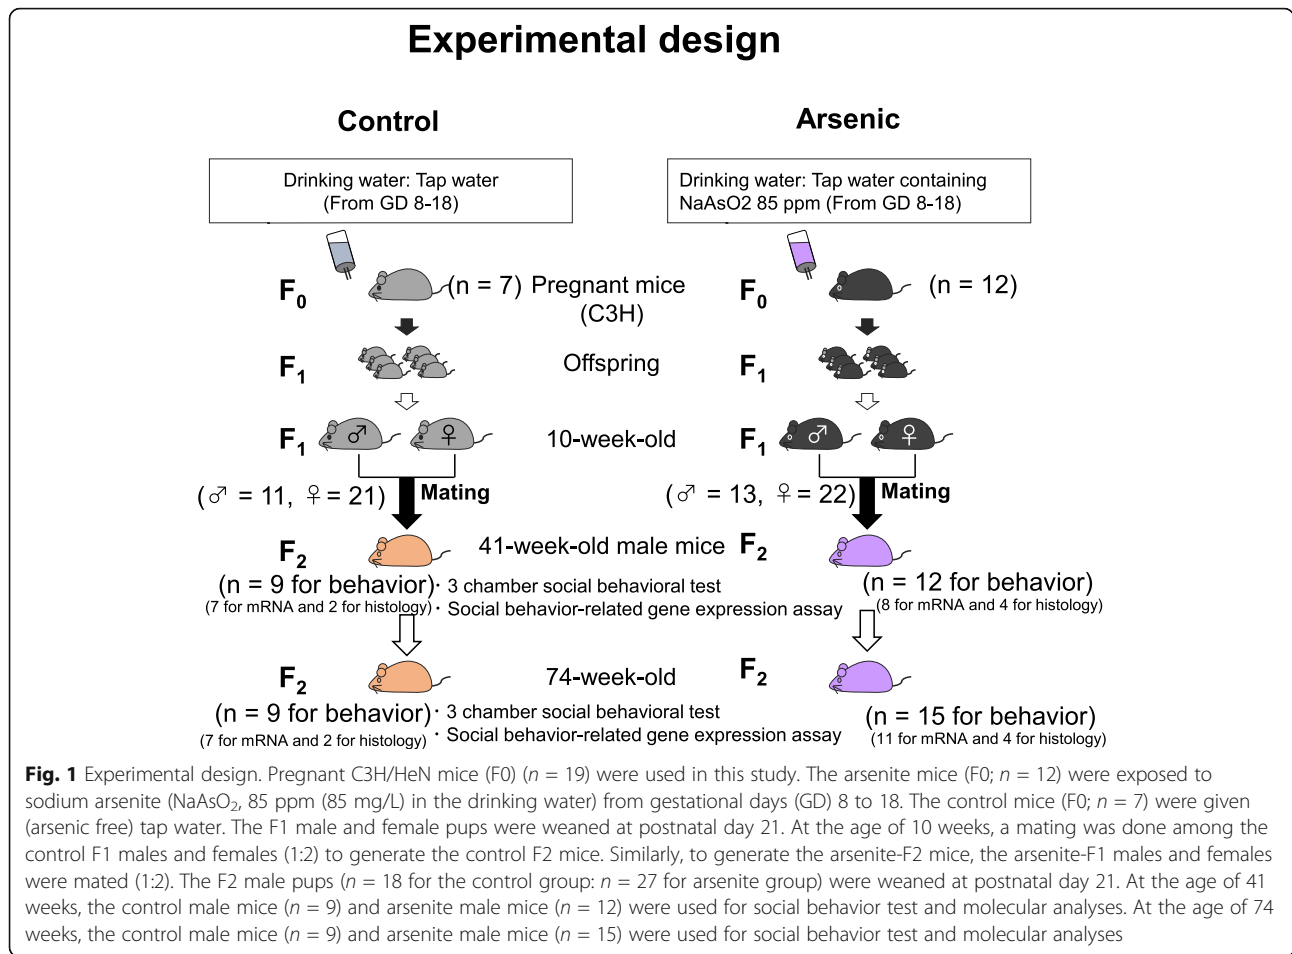 Experimental design
Control
Arsenic
Drinking water: Tap water
(From GD 8-18)
Drinking water: Tap water containing
NaAsO2 85 ppm (From GD 8-18)
F0 (n = 7) Pregnant mice F0 (n = 12)
(C3H)
F1 Offspring F1
F1 ♂ ♀ 10-week-old F1 ♂ ♀
(♂ = 11, ♀ = 21) Mating (♂ = 13, ♀ = 22) Mating
F2 41-week-old male mice F2
(n = 9 for behavior) · 3 chamber social behavioral test (n = 12 for behavior)
(7 for mRNA and 2 for histology) · Social behavior-related gene expression assay (8 for mRNA and 4 for histology)
F2 74-week-old F2
(n = 9 for behavior) · 3 chamber social behavioral test (n = 15 for behavior)
(7 for mRNA and 2 for histology) · Social behavior-related gene expression assay (11 for mRNA and 4 for histology)
Fig. 1 Experimental design. Pregnant C3H/HeN mice (F0) (n = 19) were used in this study. The arsenite mice (F0; n = 12) were exposed to
sodium arsenite (NaAsO₂, 85 ppm (85 mg/L) in the drinking water) from gestational days (GD) 8 to 18. The control mice (F0; n = 7) were given
(arsenic free) tap water. The F1 male and female pups were weaned at postnatal day 21. At the age of 10 weeks, a mating was done among the
control F1 males and females (1:2) to generate the control F2 mice. Similarly, to generate the arsenite-F2 mice, the arsenite-F1 males and females
were mated (1:2). The F2 male pups (n = 18 for the control group: n = 27 for arsenite group) were weaned at postnatal day 21. At the age of 41
weeks, the control male mice (n = 9) and arsenite male mice (n = 12) were used for social behavior test and molecular analyses. At the age of 74
weeks, the control male mice (n = 9) and arsenite male mice (n = 15) were used for social behavior test and molecular analyses